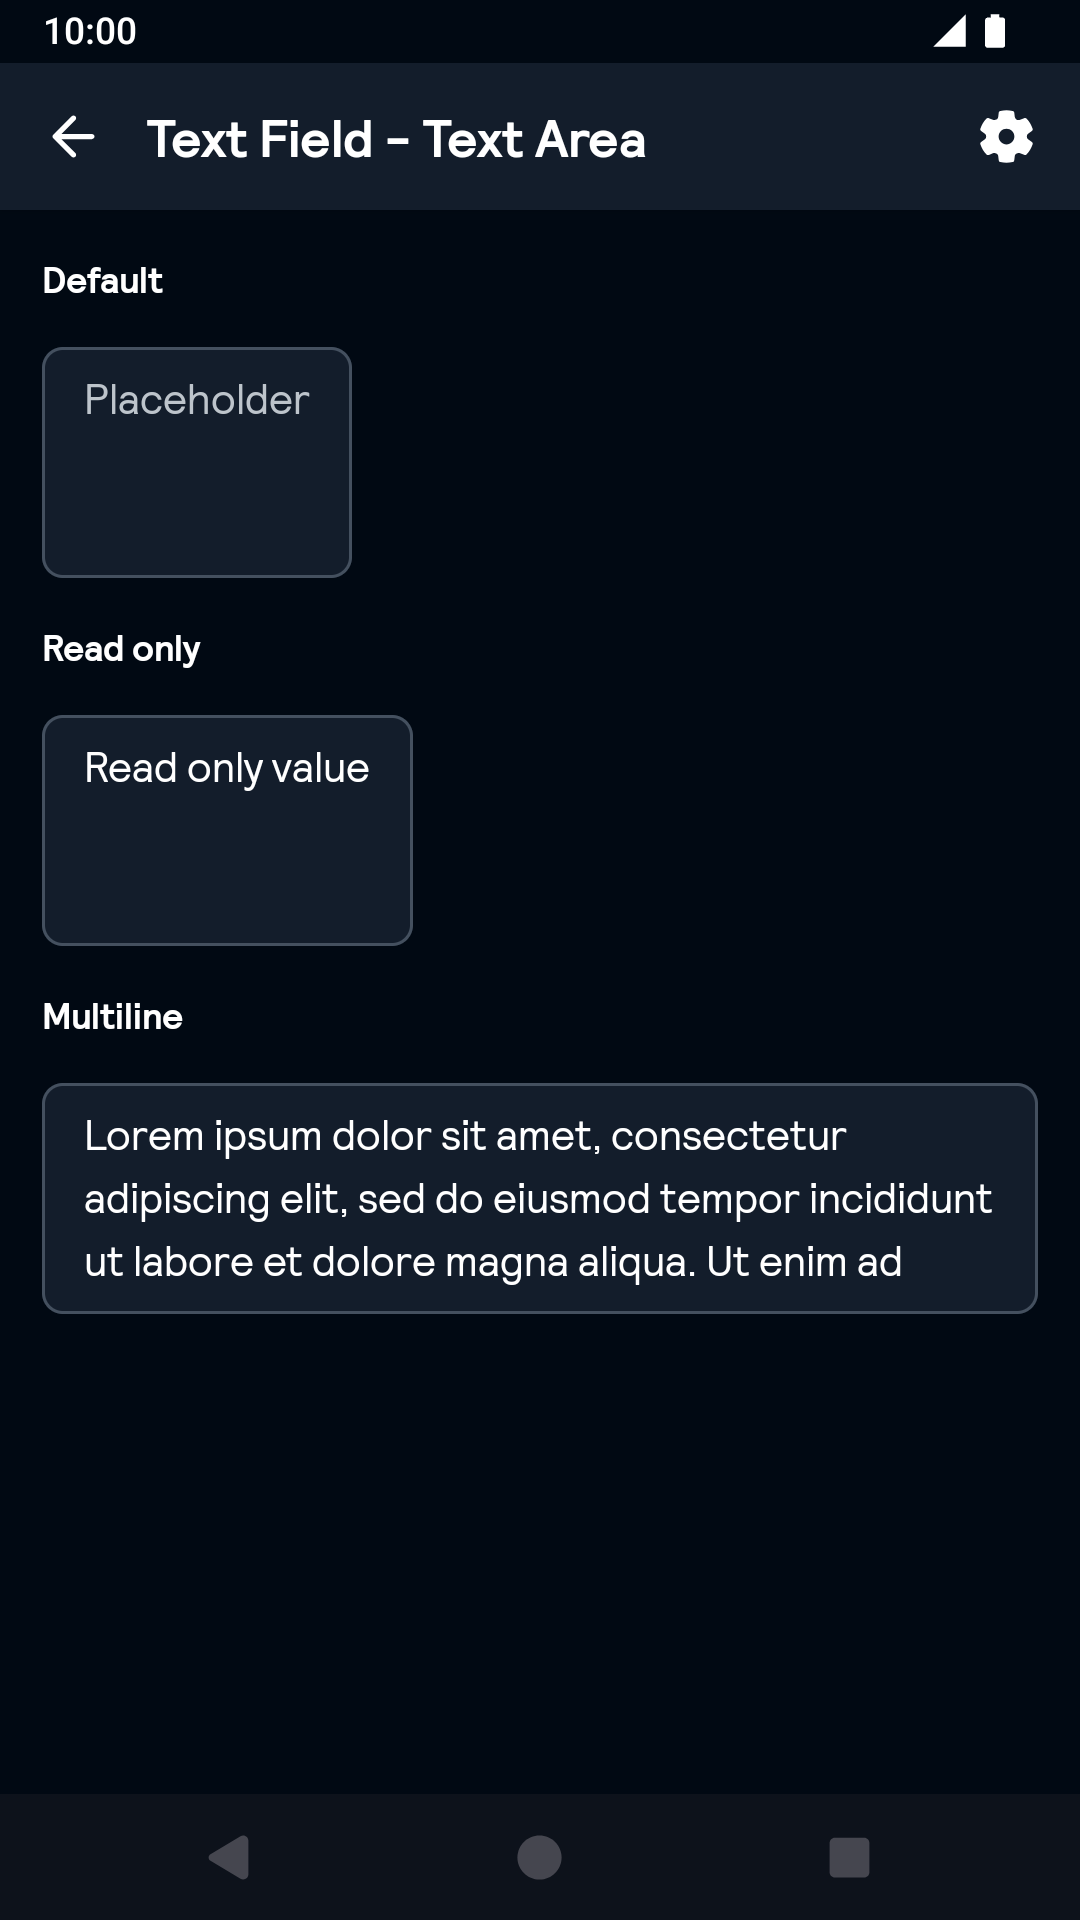 10:00
Text Field - Text Area
Default
Placeholder
Read only
Read only value
Multiline
Lorem ipsum dolor sit amet, consectetur
adipiscing elit, sed do eiusmod tempor incididunt
ut labore et dolore magna aliqua. Ut enim ad